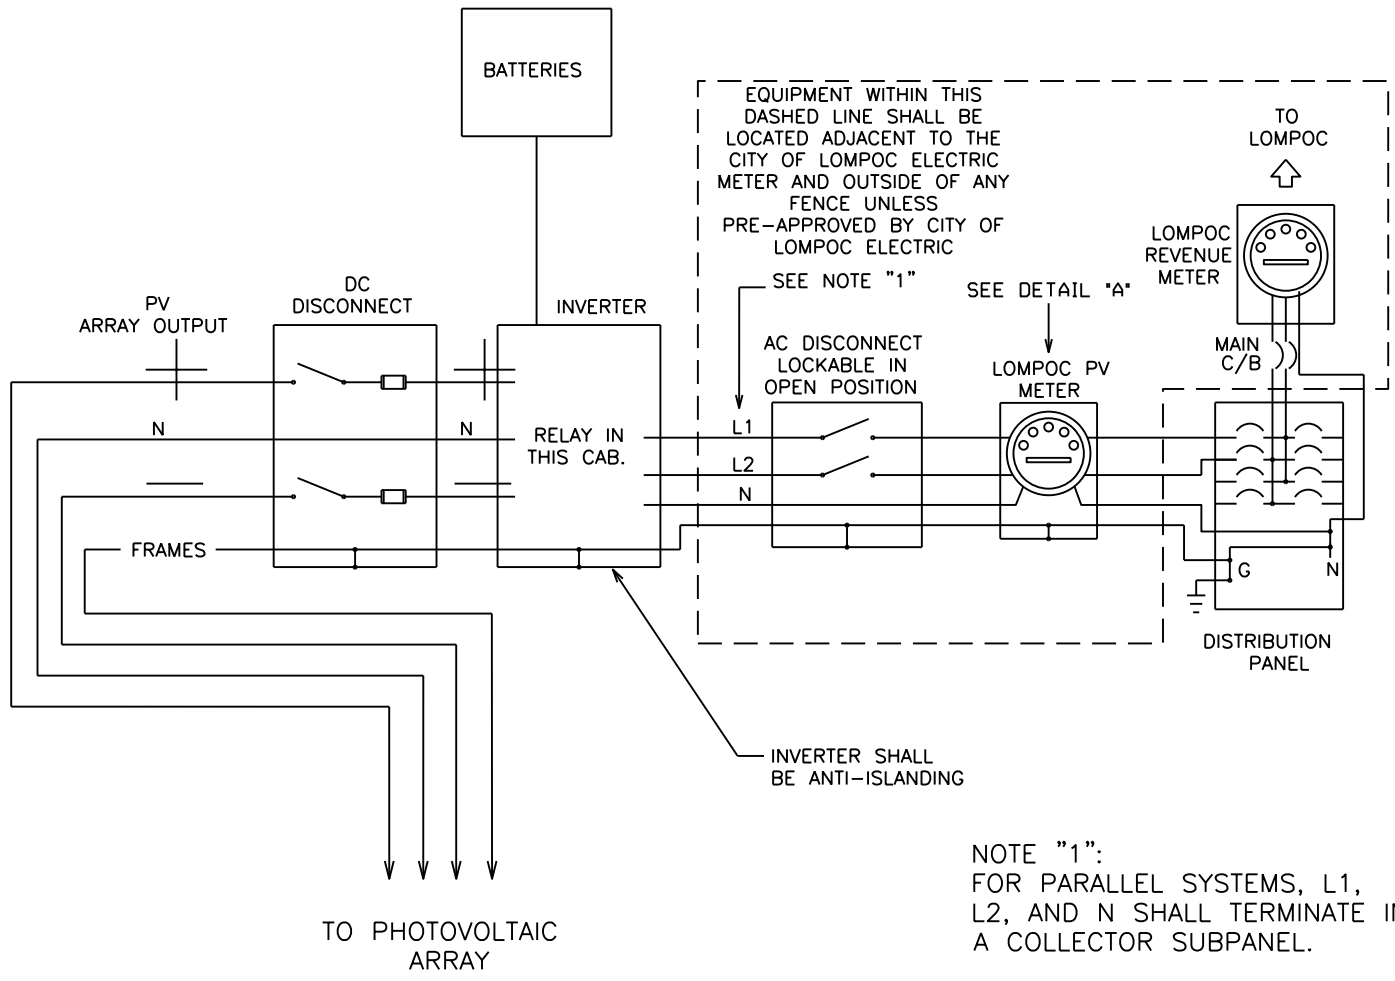 BATTERIES
EQUIPMENT WITHIN THIS
DASHED LINE SHALL BE
LOCATED ADJACENT TO THE
CITY OF LOMPOC ELECTRIC
METER AND OUTSIDE OF ANY
FENCE UNLESS
PRE-APPROVED BY CITY OF
LOMPOC ELECTRIC
TO
LOMPOC
LOMPOC
REVENUE
METER
SEE NOTE "1"
SEE DETAIL "A"
DC
DISCONNECT
PV
ARRAY OUTPUT
INVERTER
AC DISCONNECT
LOCKABLE IN
OPEN POSITION
LOMPOC PV
METER
MAIN
C/B
N
N
RELAY IN
THIS CAB.
L1
L2
N
FRAMES
G
N
DISTRIBUTION
PANEL
INVERTER SHALL
BE ANTI-ISLANDING
NOTE "1":
FOR PARALLEL SYSTEMS, L1,
L2, AND N SHALL TERMINATE
A COLLECTOR SUBPANEL.
TO PHOTOVOLTAIC
ARRAY